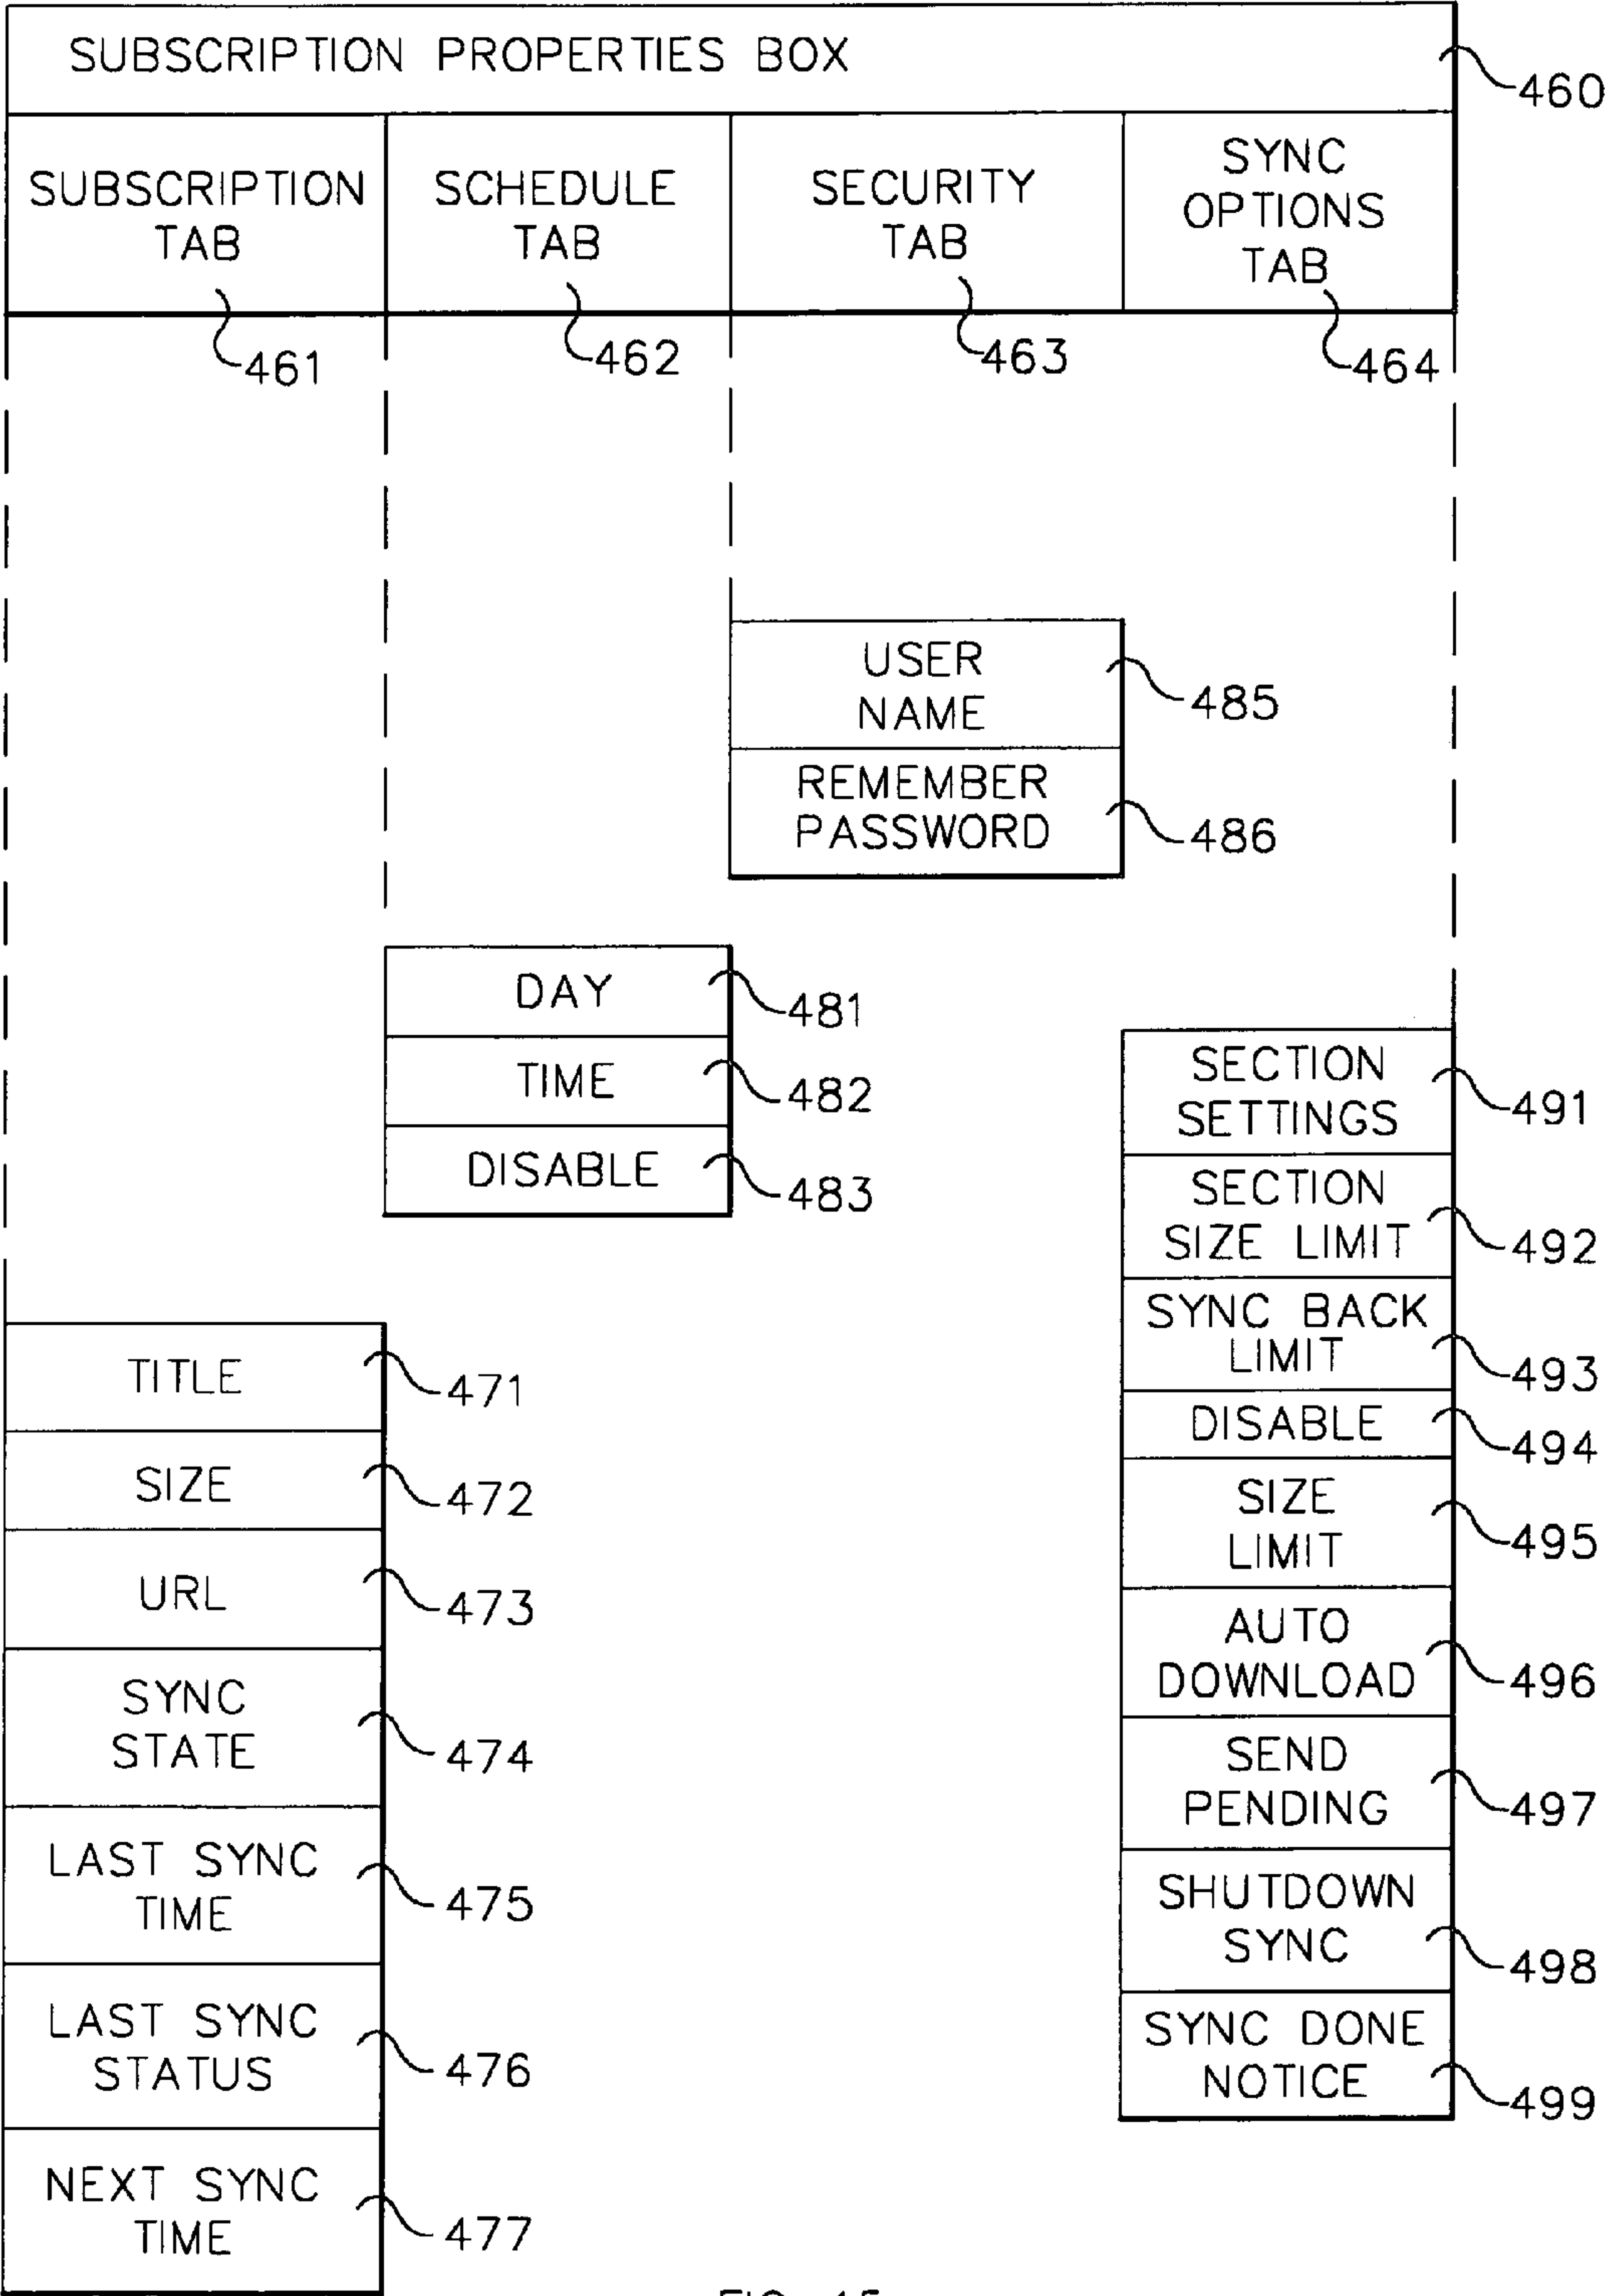 SUBSCRIPTION PROPERTIES BOX
460
SUBSCRIPTION
TAB
461
SCHEDULE
TAB
462
SECURITY
TAB
463
SYNC
OPTIONS
TAB
464
USER
NAME
485
REMEMBER
PASSWORD
486
DAY
481
TIME
482
DISABLE
483
SECTION
SETTINGS
491
SECTION
SIZE LIMIT
492
SYNC BACK
LIMIT
493
DISABLE
494
SIZE
LIMIT
495
AUTO
DOWNLOAD
496
SEND
PENDING
497
SHUTDOWN
SYNC
498
SYNC DONE
NOTICE
499
TITLE
471
SIZE
472
URL
473
SYNC
STATE
474
LAST SYNC
TIME
475
LAST SYNC
STATUS
476
NEXT SYNC
TIME
477